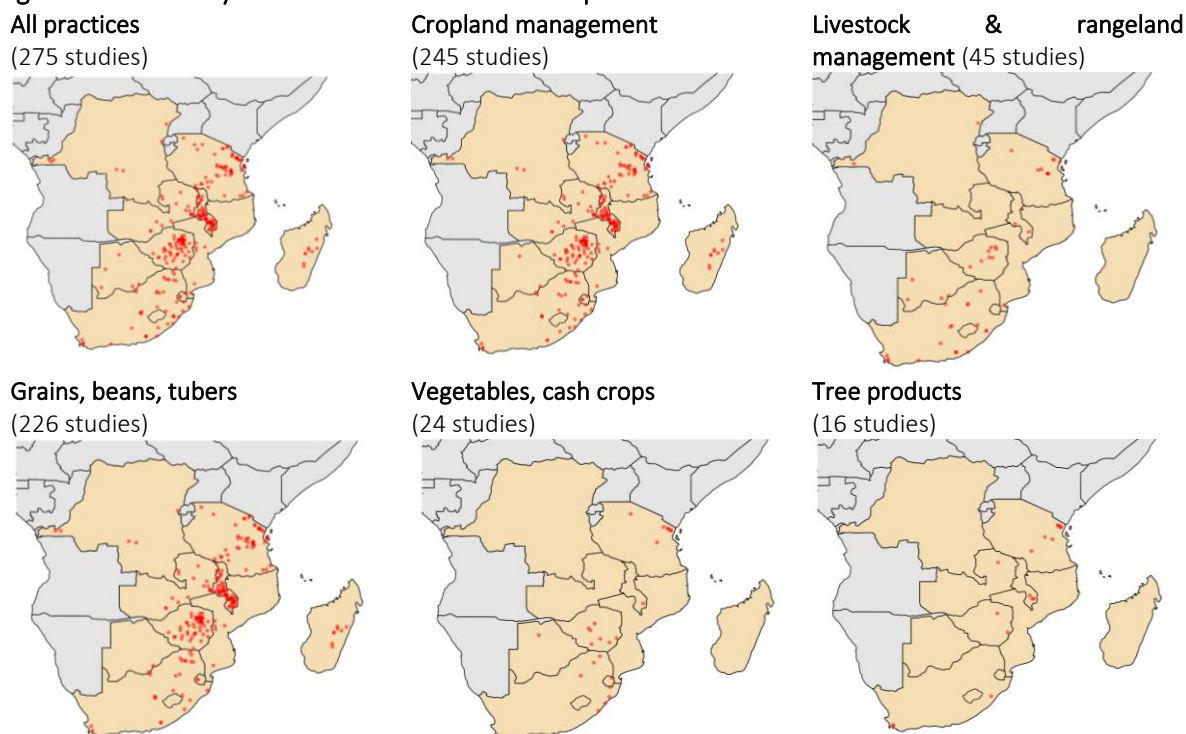 All practices
(275 studies)
Cropland management
(245 studies)
Livestock & rangeland
management (45 studies)
Grains, beans, tubers
(226 studies)
Vegetables, cash crops
(24 studies)
Tree products
(16 studies)